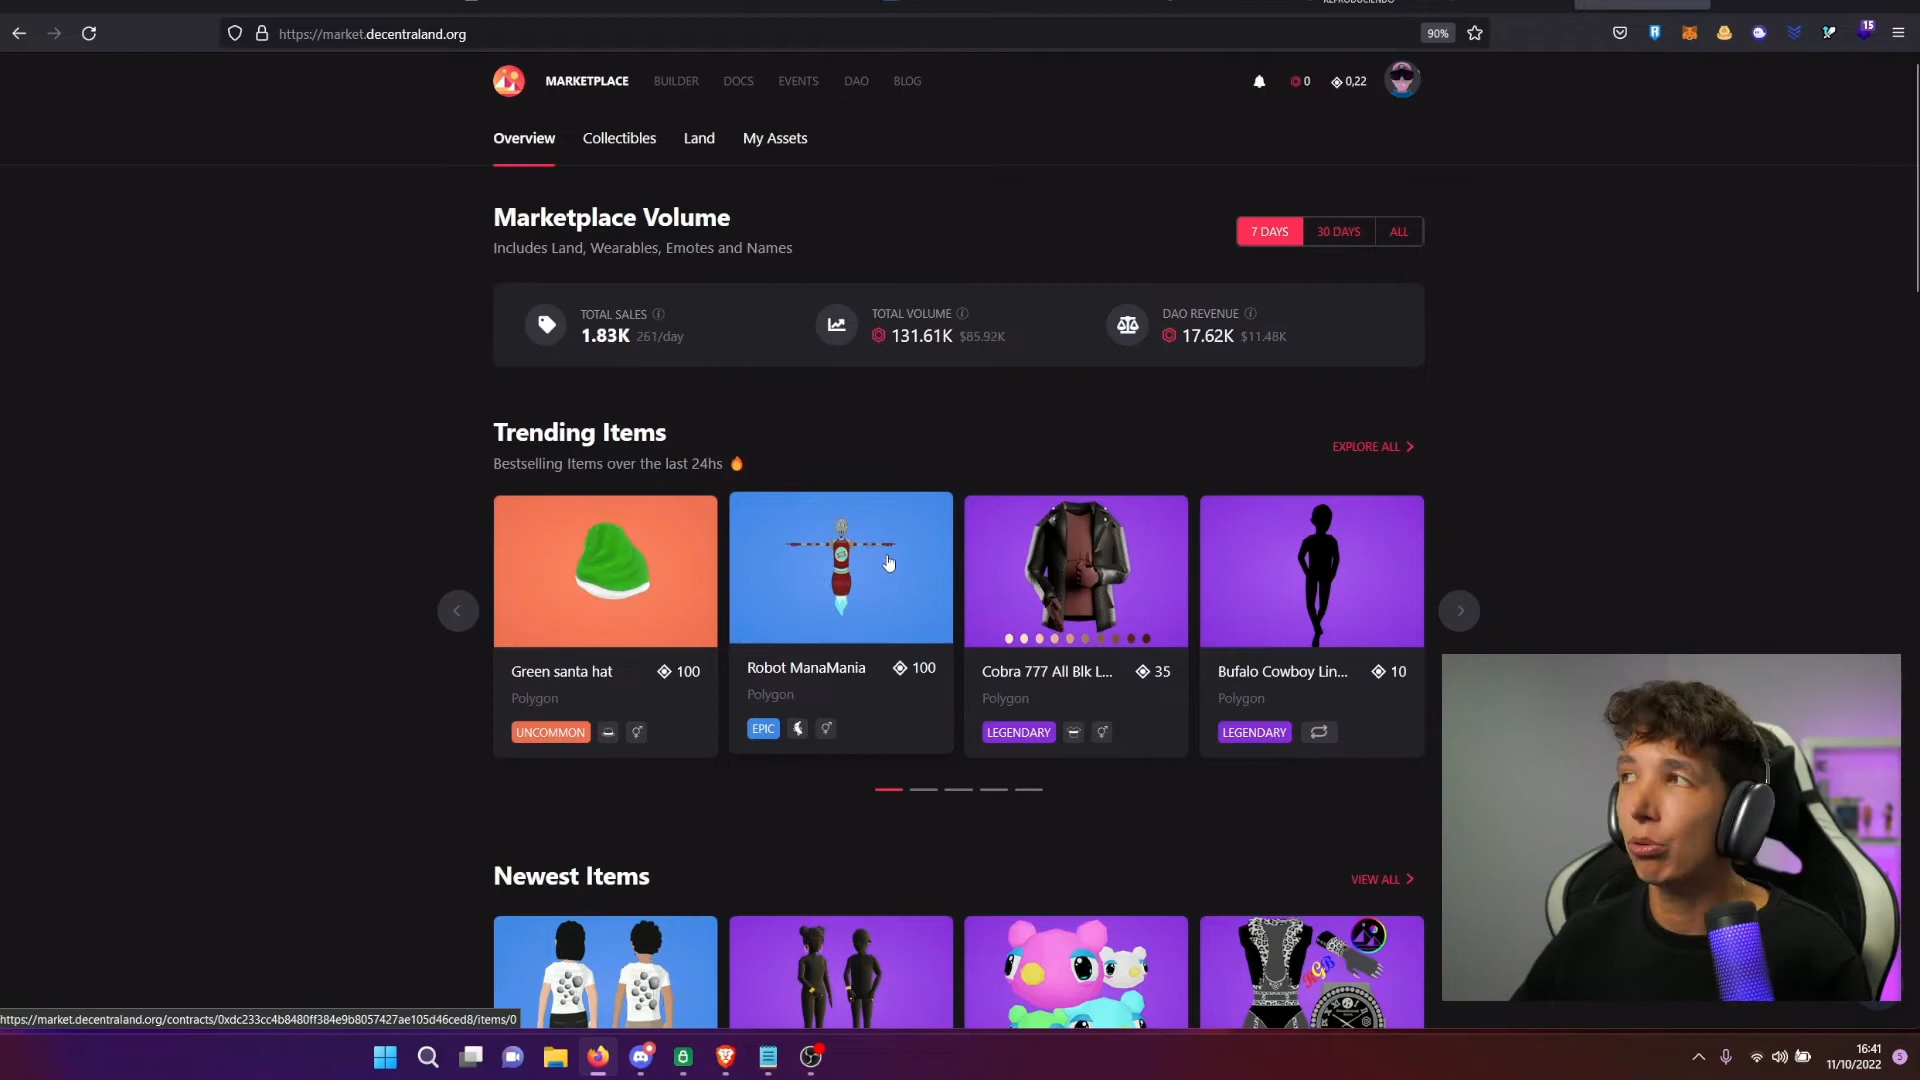 REPRODUCIENDO
https://market.decentraland.org
90%
15
MARKETPLACE
BUILDER
DOCS
EVENTS
DAO
BLOG
0
0,22
Overview
Collectibles
Land
My Assets
Marketplace Volume
Includes Land, Wearables, Emotes and Names
7 DAYS
30 DAYS
ALL
TOTAL SALES
1.83K 261/day
TOTAL VOLUME
131.61K $85.92K
DAO REVENUE
17.62K $11.48K
Trending Items
Bestselling Items over the last 24hs
EXPLORE ALL
Green santa hat 100
Polygon
UNCOMMON
Robot ManaMania 100
Polygon
EPIC
Cobra 777 All Blk L... 35
Polygon
LEGENDARY
Bufalo Cowboy Lin... 10
Polygon
LEGENDARY
Newest Items
VIEW ALL
https://market.decentraland.org/contracts/0xdc233cc4b8480ff384e9b8057427ae105d46ced8/items/0
16:41
11/10/2022
5